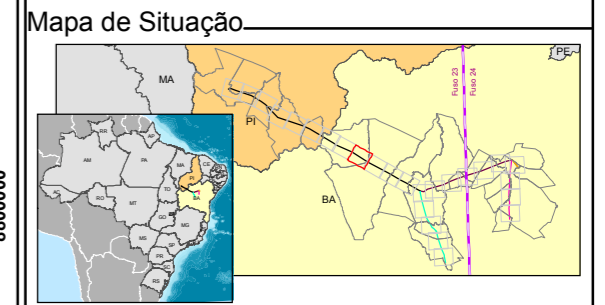 Mapa de Situação
PE
MA
Fuso 23
Fuso 24
PI
BA
RR
AP
AM
PA
MA
CE
PI
AC
RO
TO
BA
MT
GO
MG
MS
SP
PR
RS